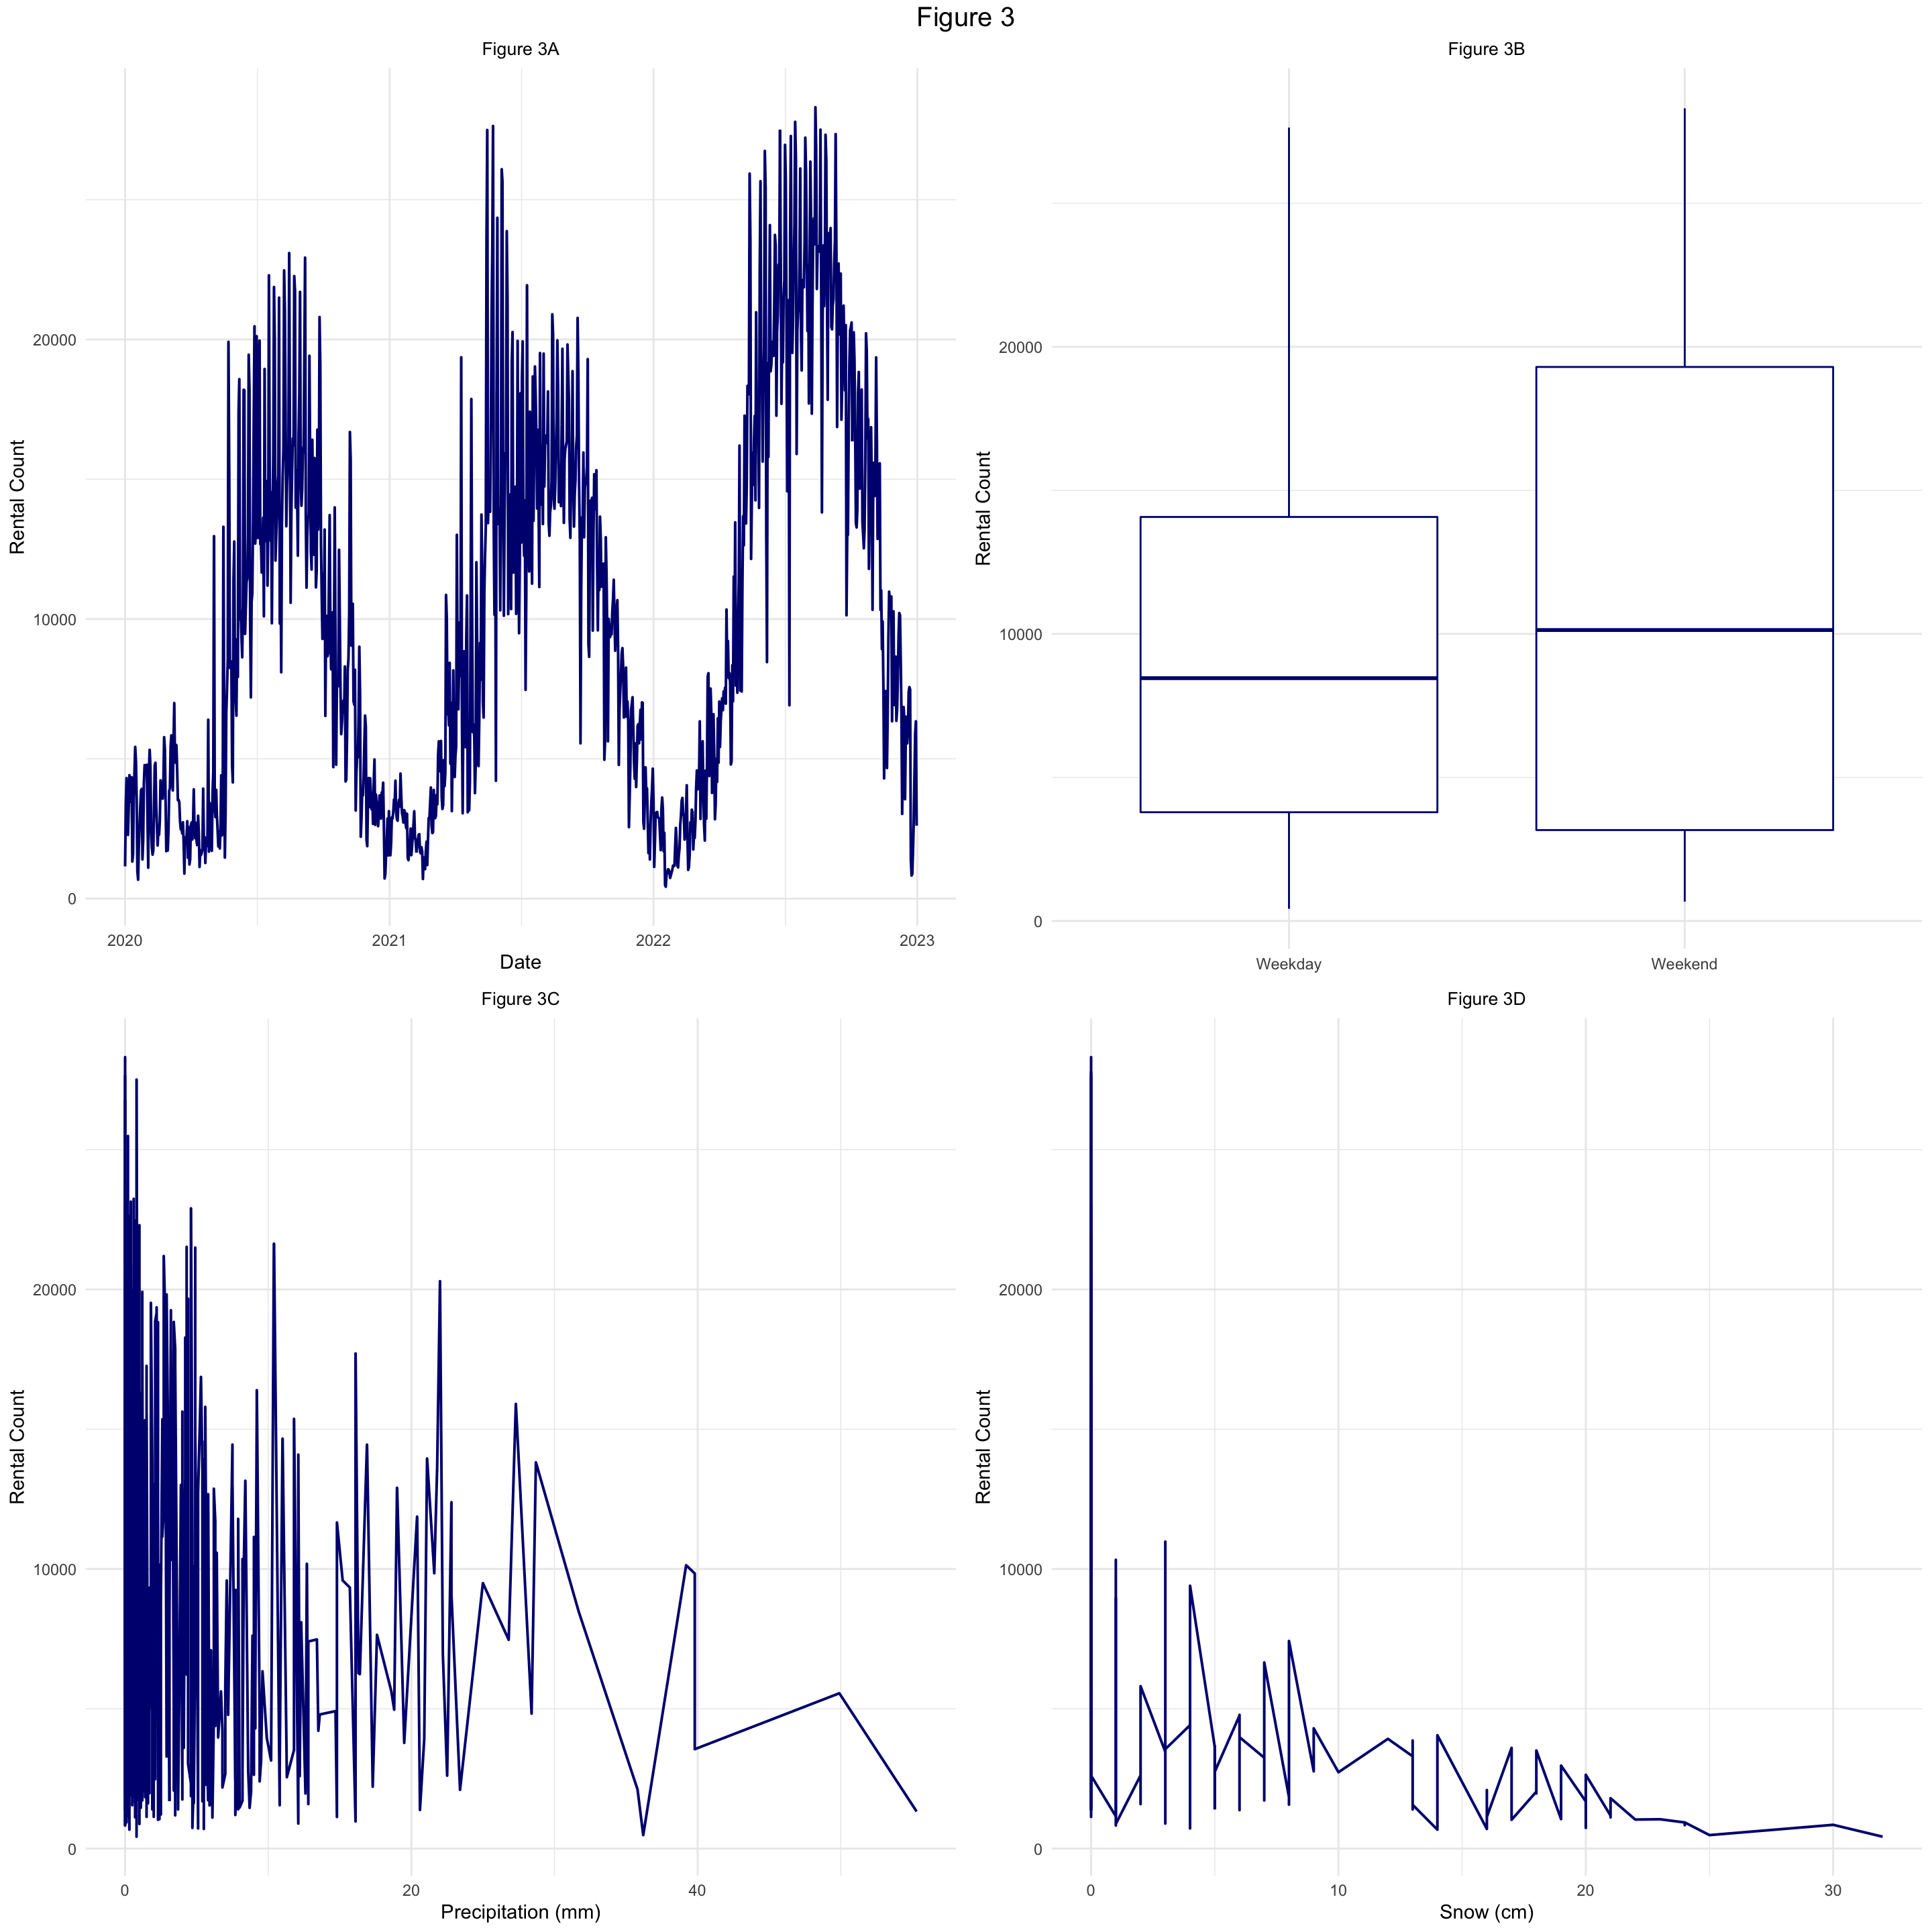 Figure 3
Figure 3A
Rental Count
20000
10000
0
2020 2021 2022 2023
Date
Figure 3B
Rental Count
20000
10000
0
Weekday Weekend
Figure 3C
Rental Count
20000
10000
0
0 20 40
Precipitation (mm)
Figure 3D
Rental Count
20000
10000
0
0 10 20 30
Snow (cm)